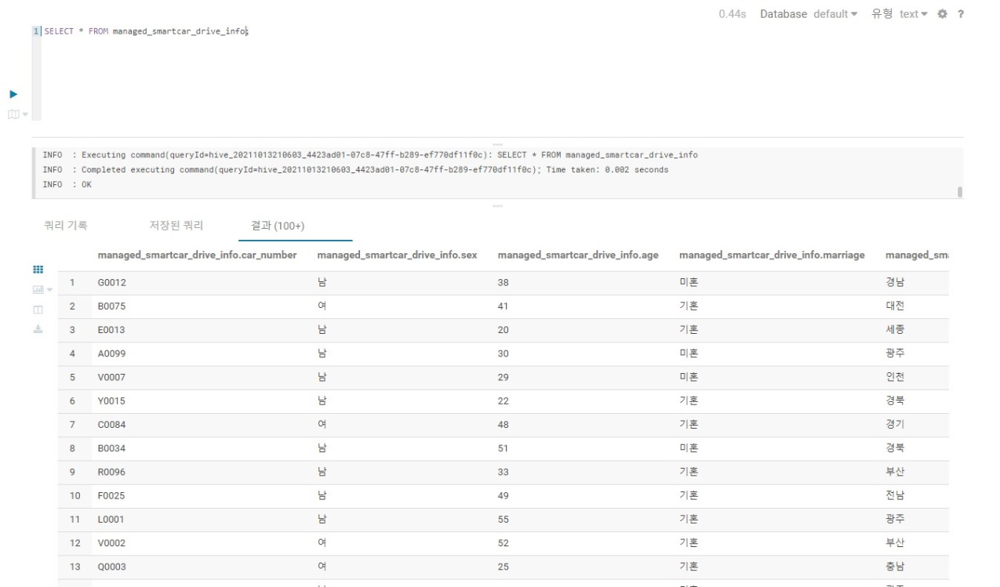 0.44s Database default 유형 text ?
1 SELECT * FROM managed_smartcar_drive_info;
INFO : Executing command(queryId=hive_20211013210603_4423ad01-07c8-47ff-b289-ef770df11f0c): SELECT * FROM managed_smartcar_drive_info
INFO : Completed executing command(queryId=hive_20211013210603_4423ad01-07c8-47ff-b289-ef770df11f0c); Time taken: 0.002 seconds
INFO : OK
쿼리 기록 저장된 쿼리 결과 (100+)
managed_smartcar_drive_info.car_number managed_smartcar_drive_info.sex managed_smartcar_drive_info.age managed_smartcar_drive_info.marriage managed_sm
1 G0012 남 38 미혼 경남
2 B0075 여 41 기혼 대전
3 E0013 남 20 기혼 세종
4 A0099 남 30 미혼 광주
5 V0007 남 29 미혼 인천
6 Y0015 남 22 기혼 경북
7 C0084 여 48 기혼 경기
8 B0034 남 51 미혼 경북
9 R0096 남 33 기혼 부산
10 F0025 남 49 기혼 전남
11 L0001 남 55 기혼 광주
12 V0002 여 52 기혼 부산
13 Q0003 여 25 기혼 충남